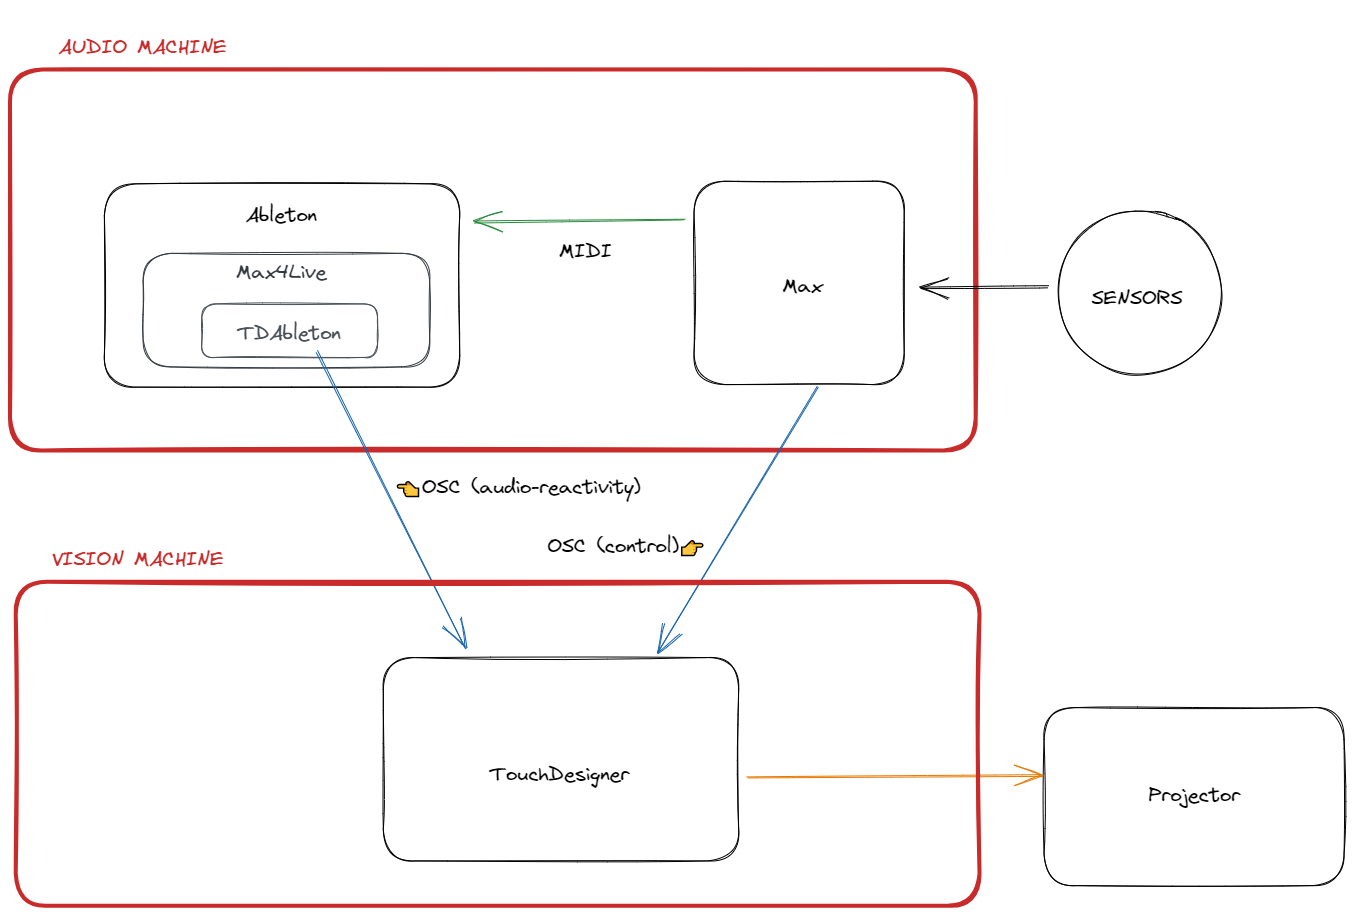 AUDIO MACHINE
Ableton
Max4Live
TDAbleton
MIDI
Max
SENSORS
👈OSC (audio-reactivity)
OSC (control)👉
VISION MACHINE
TouchDesigner
Projector